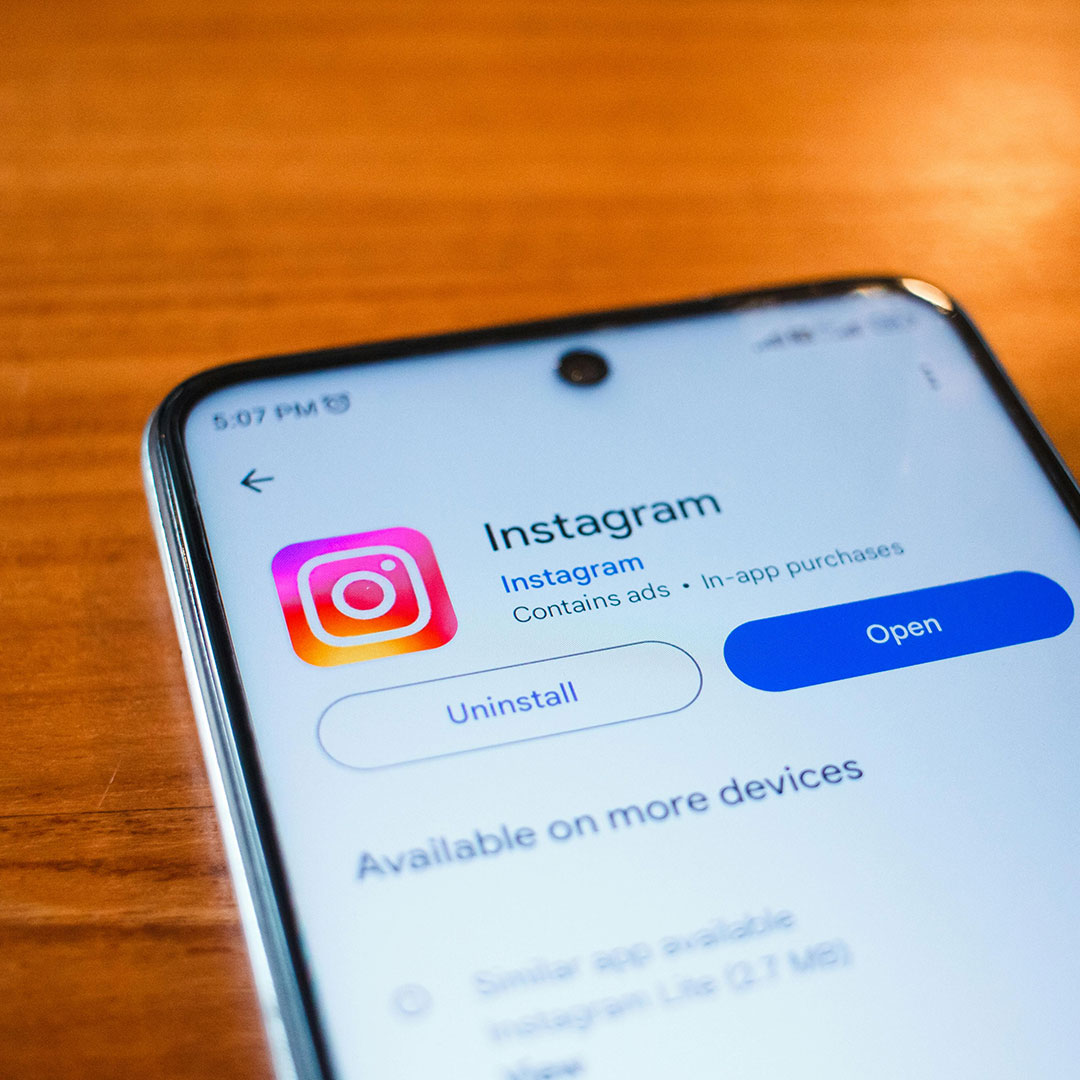 5:07 PM
Instagram
Instagram
Contains ads • In-app purchases
Uninstall
Open
Available on more devices
Similar app available
Instagram Lite (2.7 MB)
View